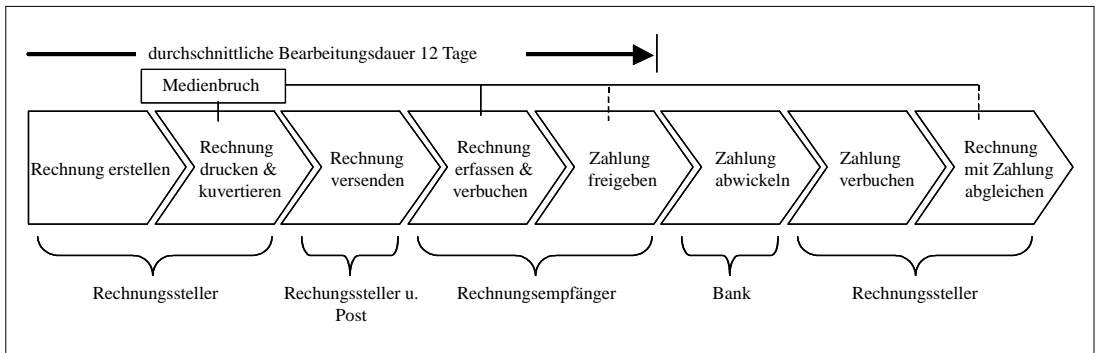 durchschnittliche Bearbeitungsdauer 12 Tage
Medienbruch
Rechnung erstellen
Rechnung
drucken &
kuvertieren
Rechnung
versenden
Rechnung
erfassen &
verbuchen
Zahlung
freigeben
Zahlung
abwickeln
Zahlung
verbuchen
Rechnung
mit Zahlung
abgleichen
Rechnungssteller
Rechungssteller u.
Post
Rechnungsempfänger
Bank
Rechnungssteller